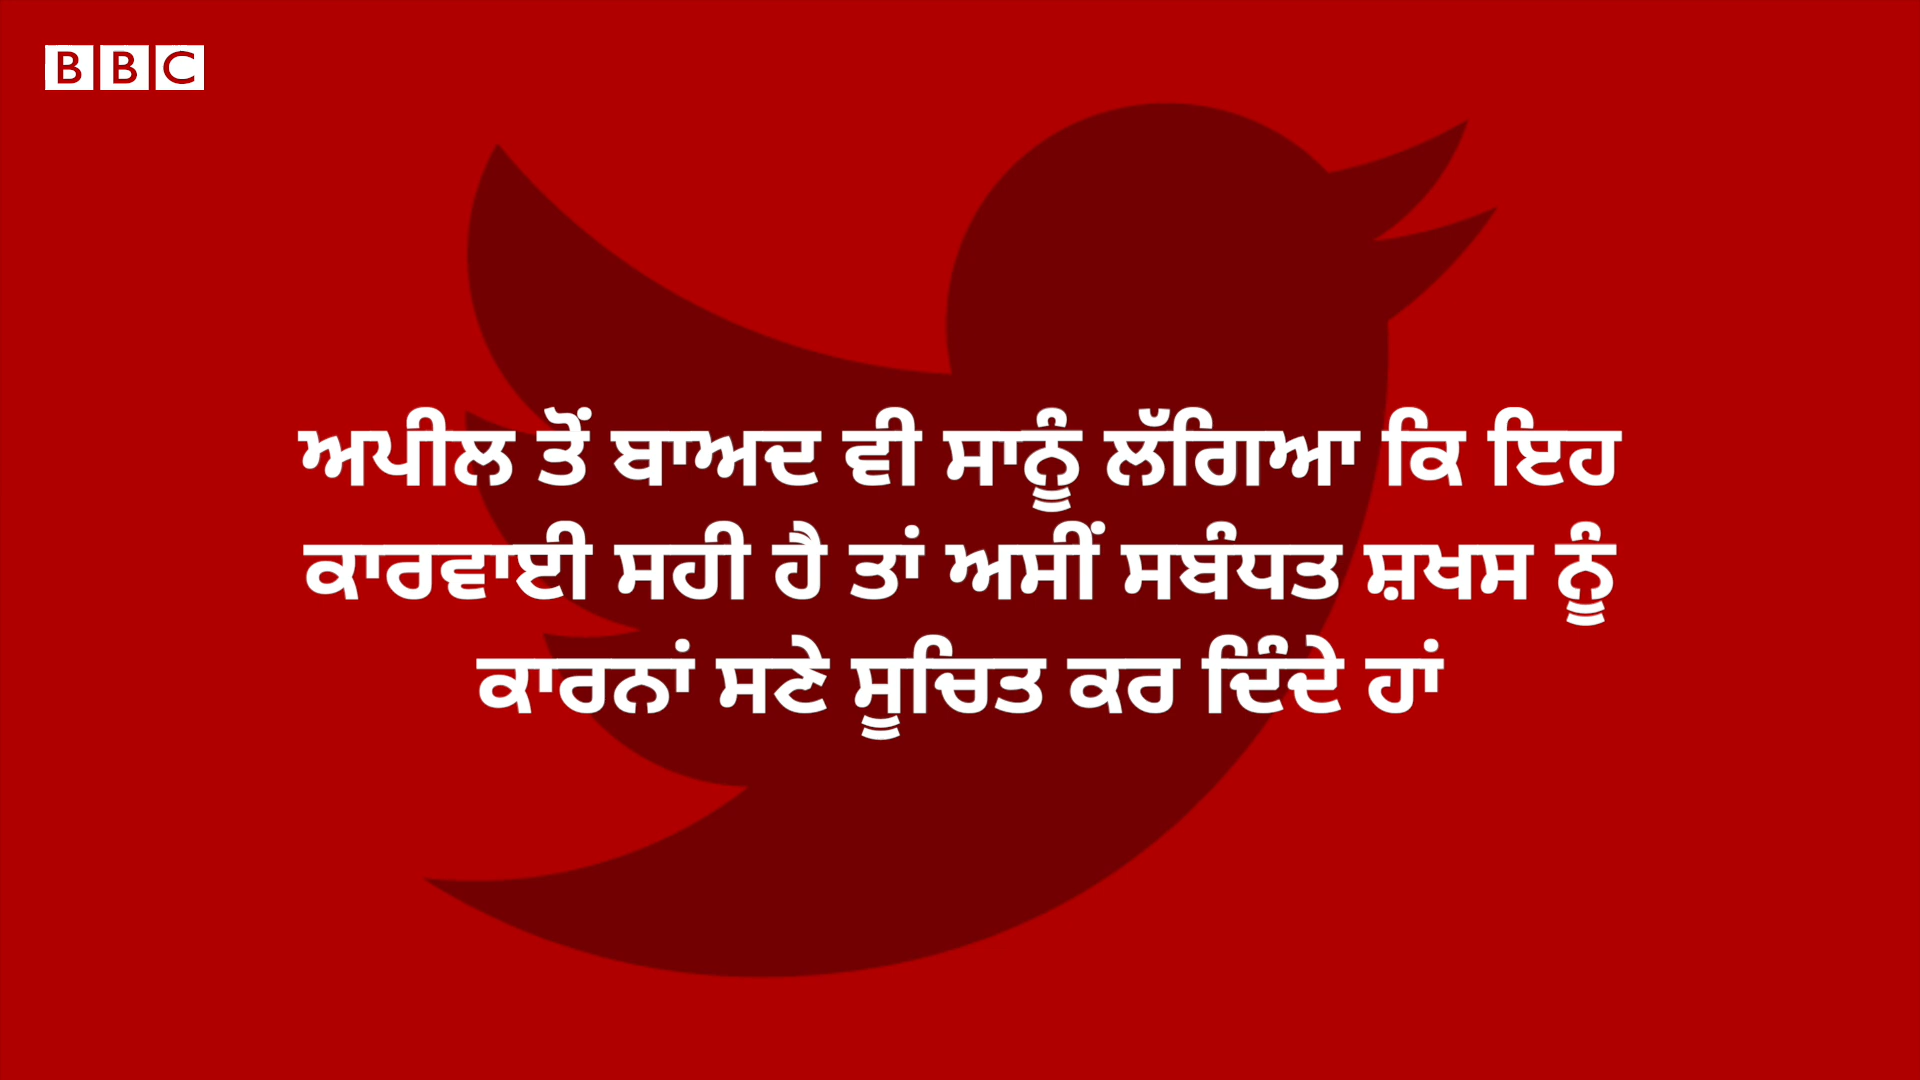 BBC
ਅਪੀਲ ਤੋਂ ਬਾਅਦ ਵੀ ਸਾਨੂੰ ਲੱਗਿਆ ਕਿ ਇਹ
ਕਾਰਵਾਈ ਸਹੀ ਹੈ ਤਾਂ ਅਸੀਂ ਸਬੰਧਤ ਸ਼ਖਸ ਨੂੰ
ਕਾਰਨਾਂ ਸਣੇ ਸੂਚਿਤ ਕਰ ਦਿੰਦੇ ਹਾਂ